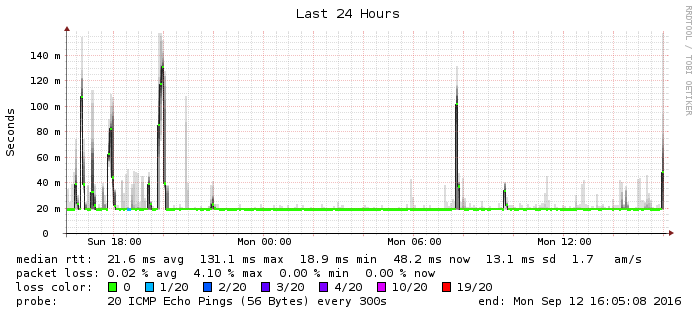 Last 24 Hours
RRDTOOL / TOBI OETIKER
Seconds
140 m
120 m
100 m
80 m
60 m
40 m
20 m
0
Sun 18:00 Mon 00:00 Mon 06:00 Mon 12:00
median rtt: 21.6 ms avg 131.1 ms max 18.9 ms min 48.2 ms now 13.1 ms sd 1.7 am/s
packet loss: 0.02 % avg 4.10 % max 0.00 % min 0.00 % now
loss color: 0 1/20 2/20 3/20 4/20 10/20 19/20
probe: 20 ICMP Echo Pings (56 Bytes) every 300s end: Mon Sep 12 16:05:08 2016